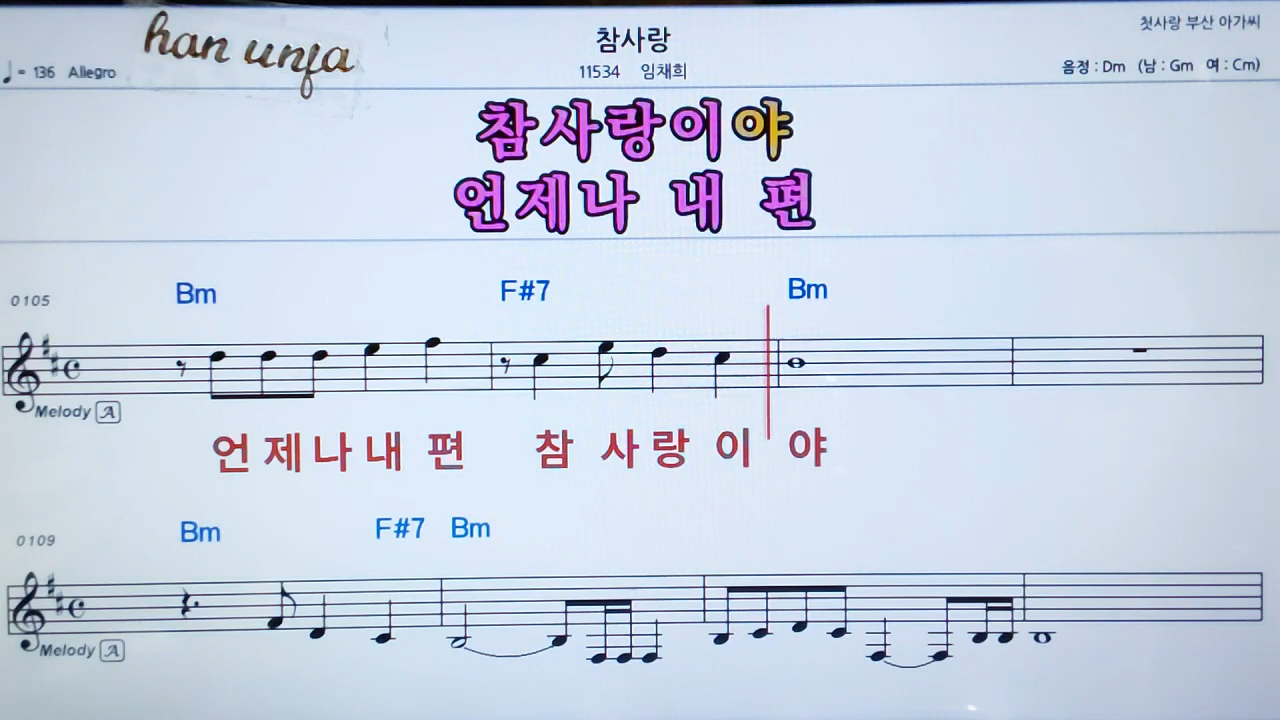 han unja
참사랑
첫사랑 부산 아가씨
♩= 136 Allegro
11534 임채희
음정 : Dm (남 : Gm 여 : Cm)
참사랑이야
언제나 내 편
0105
Bm F#7 Bm
Melody A
언제나내 편 참 사랑 이 야
0109
Bm F#7 Bm
Melody A